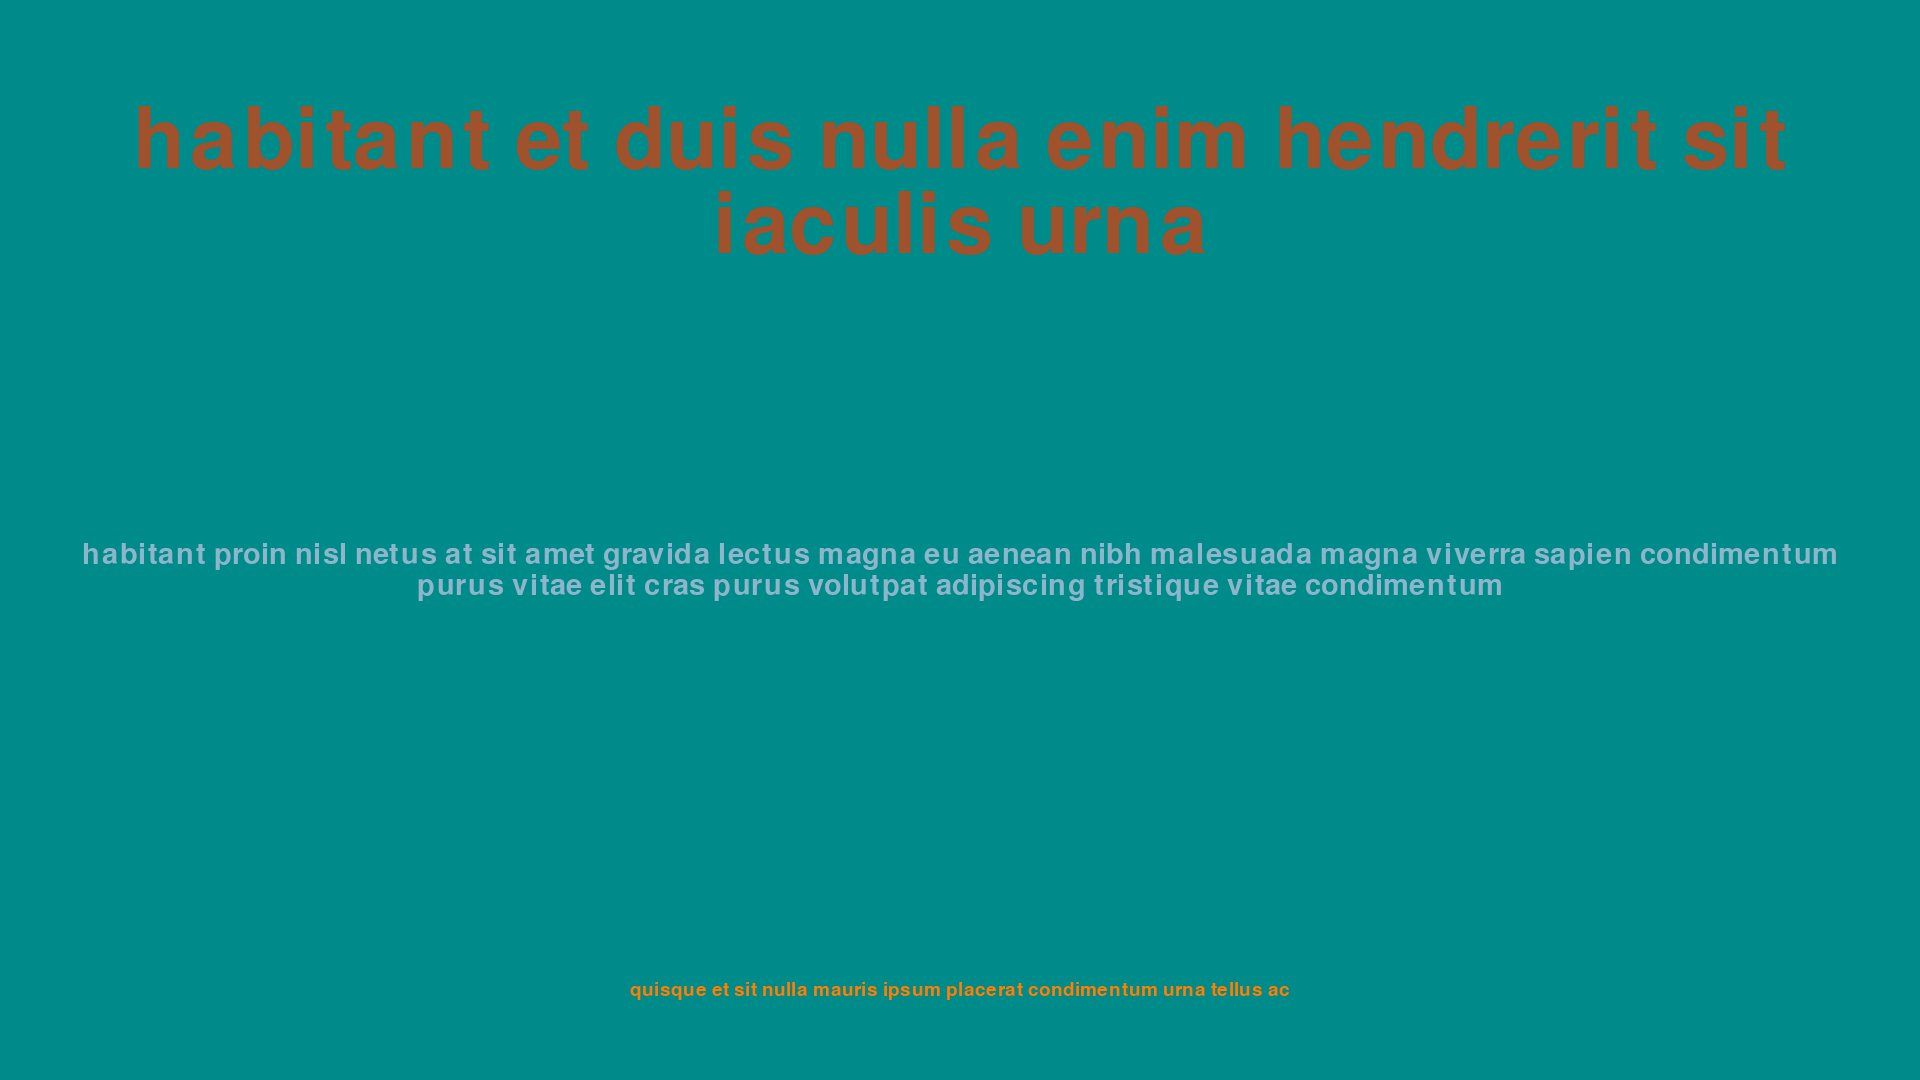 habitant et duis nulla enim hendrerit sit
iaculis urna
habitant proin nisl netus at sit amet gravida lectus magna eu aenean nibh malesuada magna viverra sapien condimentum
purus vitae elit cras purus volutpat adipiscing tristique vitae condimentum
quisque et sit nulla mauris ipsum placerat condimentum urna tellus ac